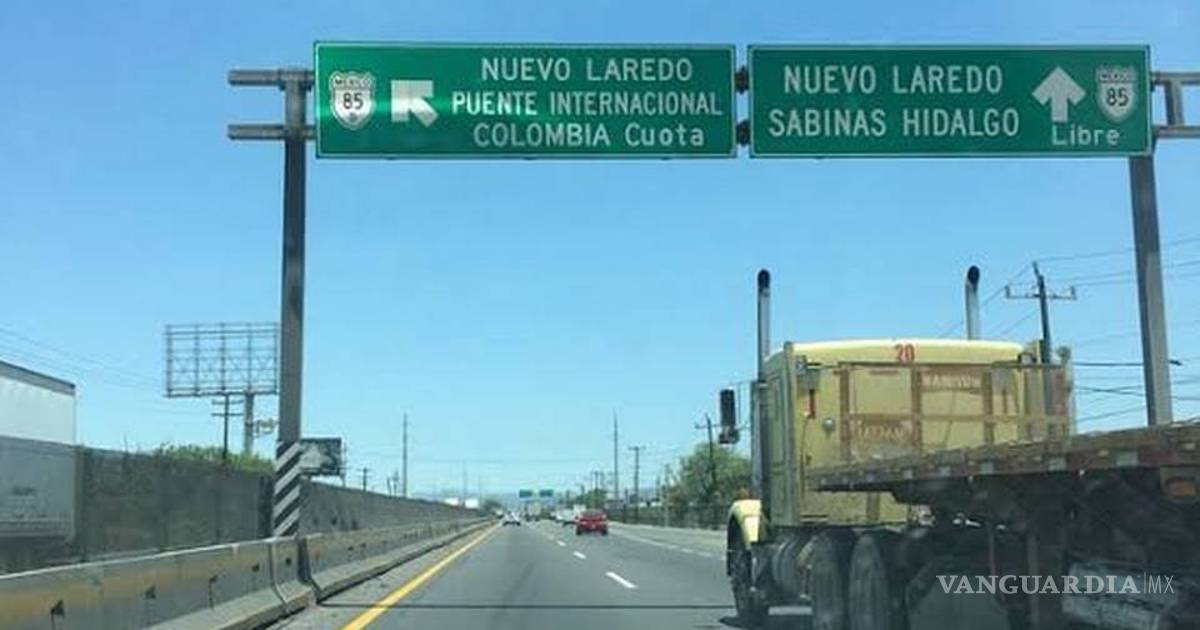 MEXICO
85
D
NUEVO LAREDO
PUENTE INTERNACIONAL
COLOMBIA Cuota
NUEVO LAREDO
SABINAS HIDALGO
MEXICO
85
Libre
20
VANGUARDIA|MX